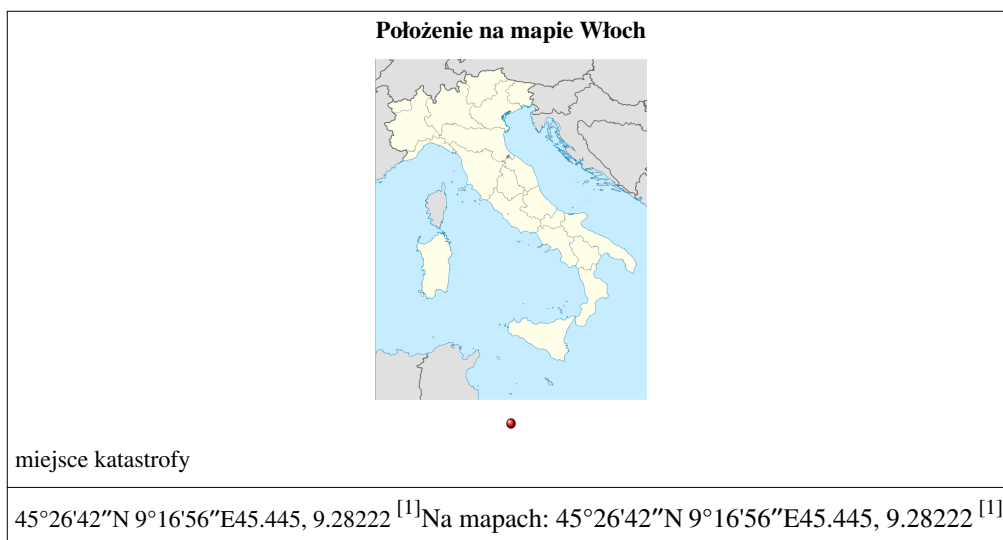 Położenie na mapie Włoch
miejsce katastrofy
45°26'42″N 9°16'56″E45.445, 9.28222 [1]Na mapach: 45°26'42″N 9°16'56″E45.445, 9.28222 [1]